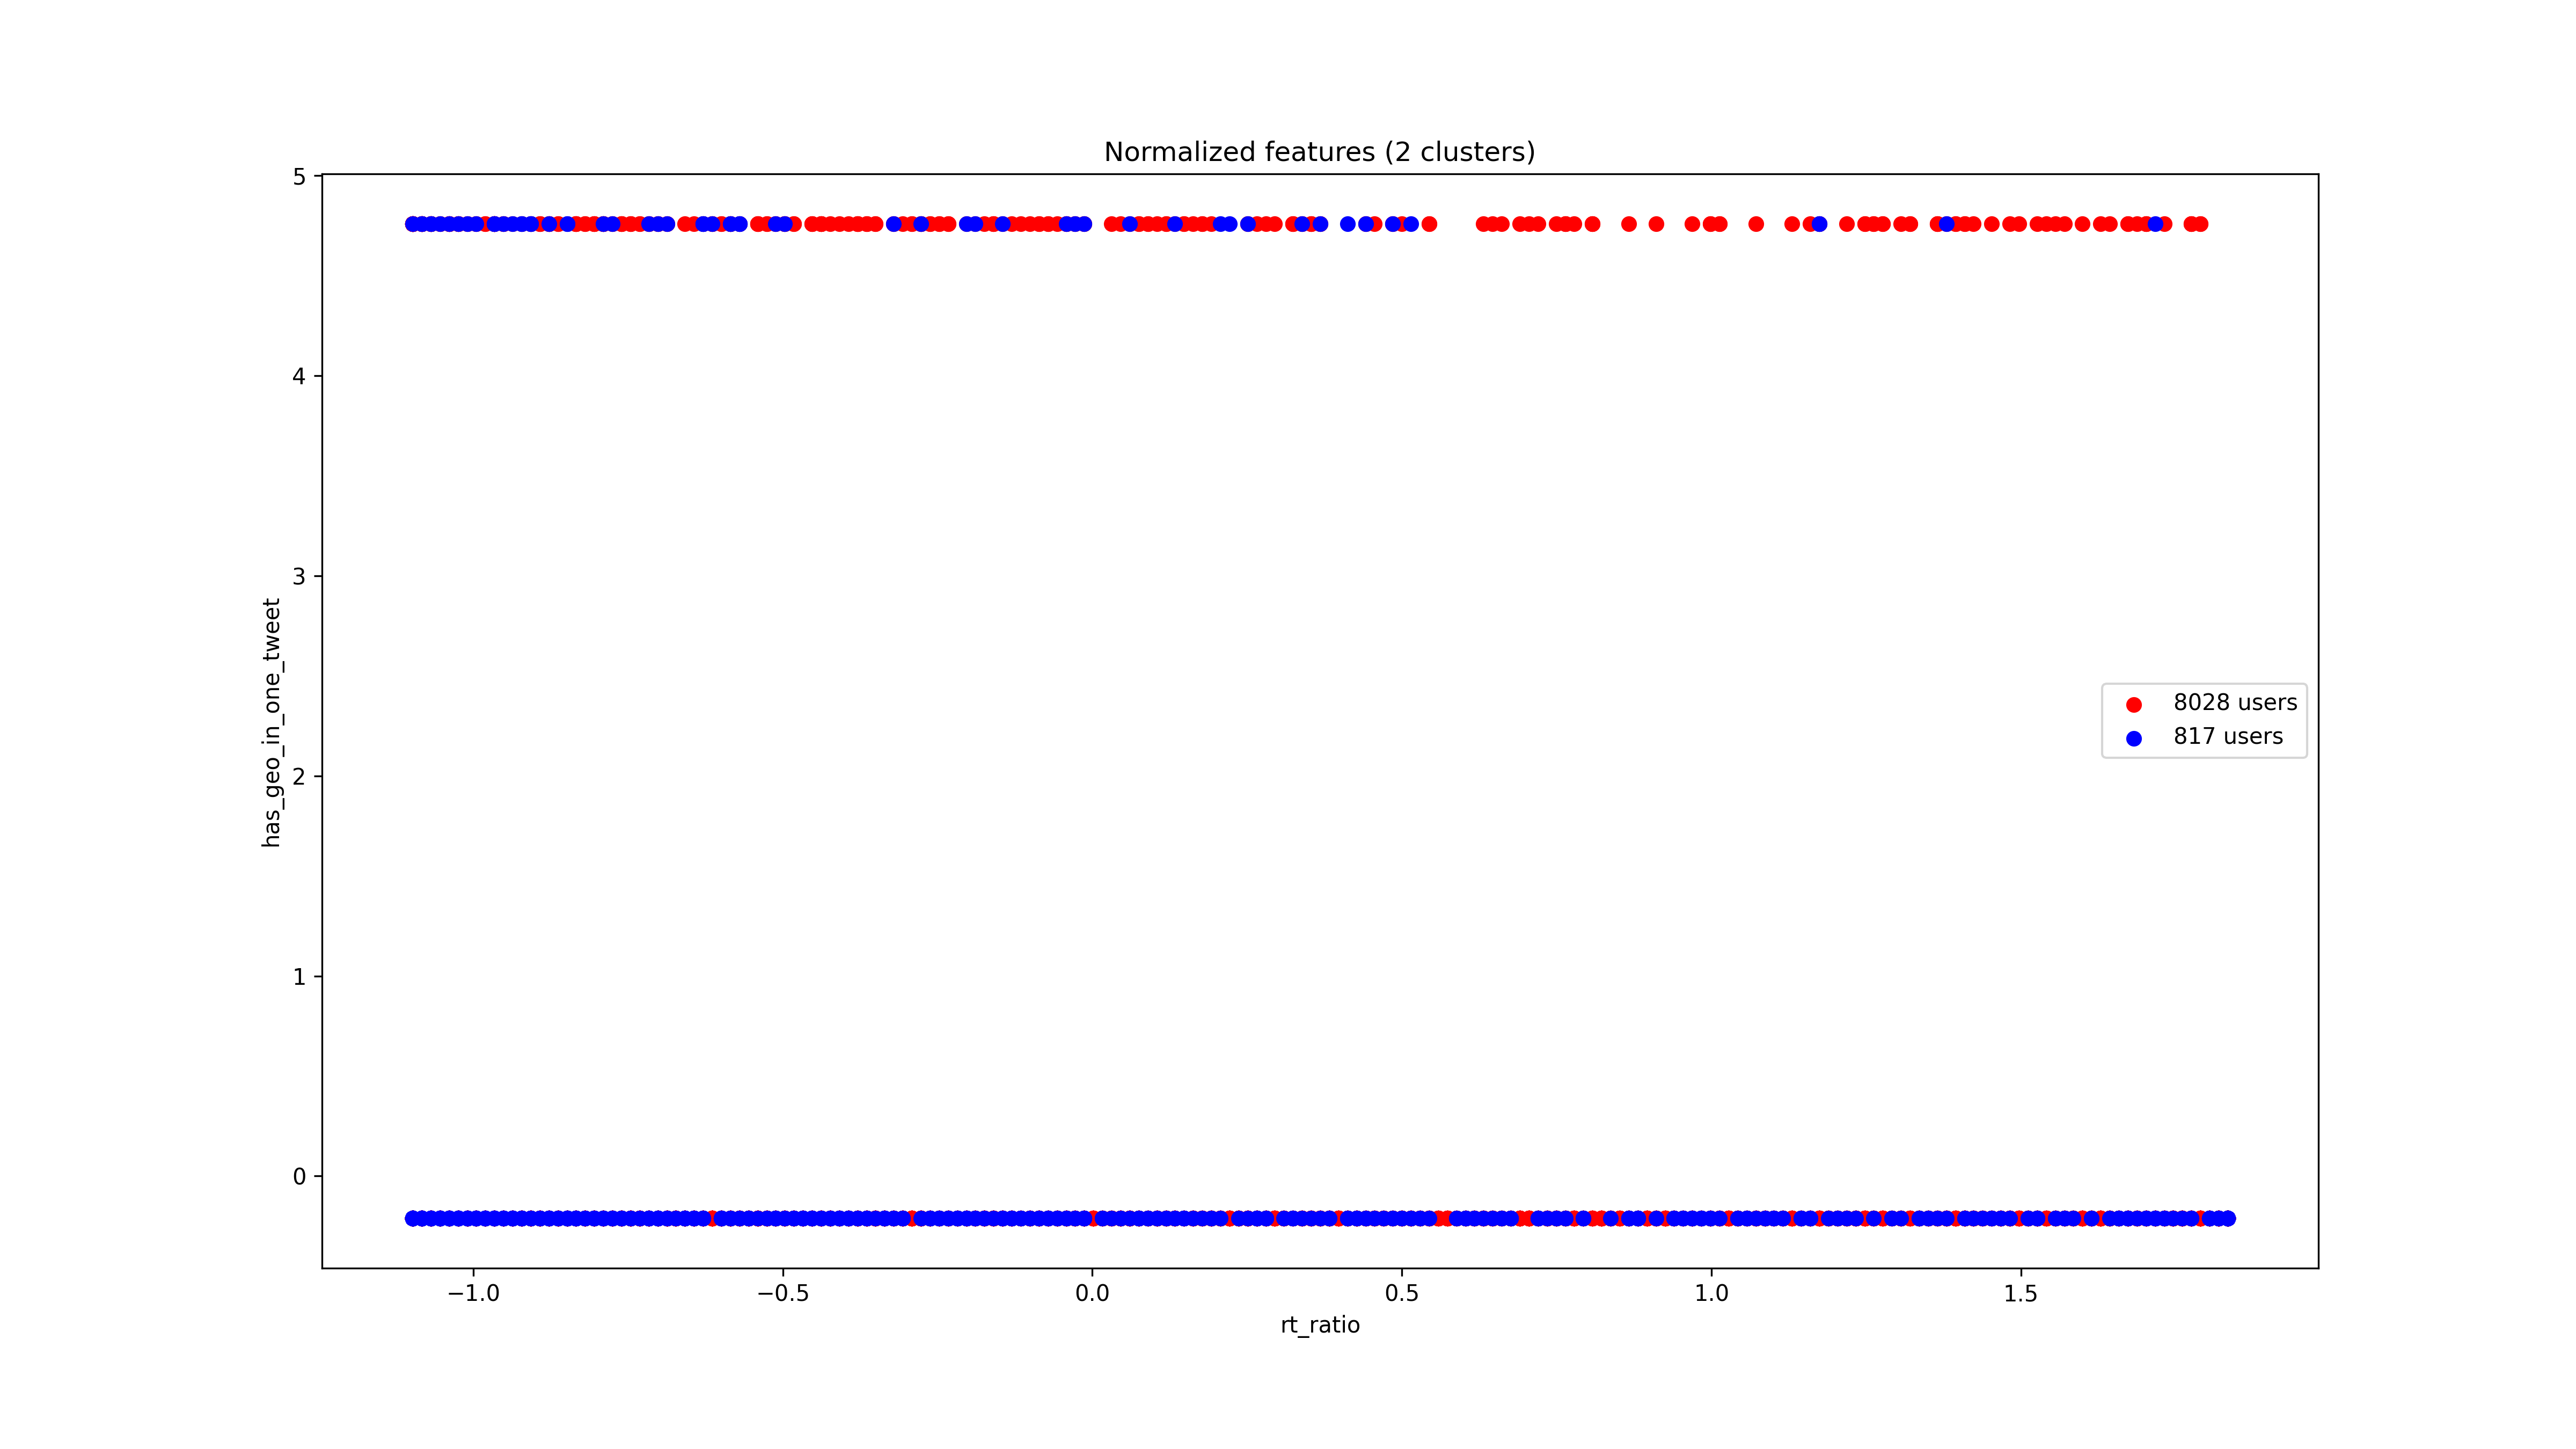 Normalized features (2 clusters)
5
4
3
2
1
0
has_geo_in_one_tweet
8028 users
817 users
−1.0
−0.5
0.0
0.5
1.0
1.5
rt_ratio